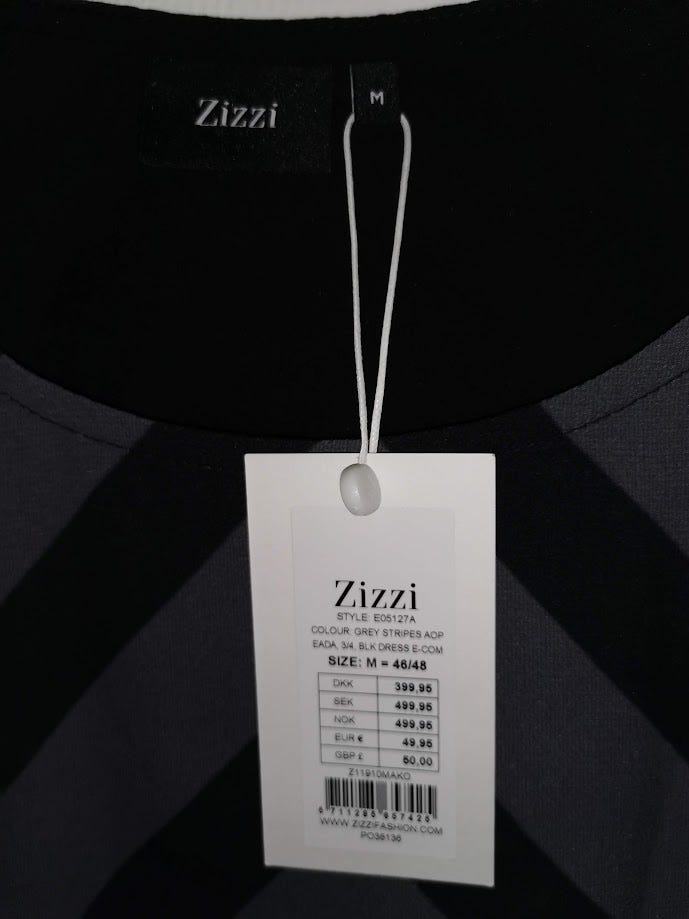 Zizzi
M
Zizzi
STYLE: E05127A
COLOUR: GREY STRIPES AOP
EADA, 3/4, BLK DRESS E-COM
SIZE: M = 46/48
DKK 399,95
SEK 499,95
NOK 499,95
EUR € 49,95
GBP £ 50,00
Z11910MAKO
5711295657425
WWW.ZIZZIFASHION.COM
PO36136